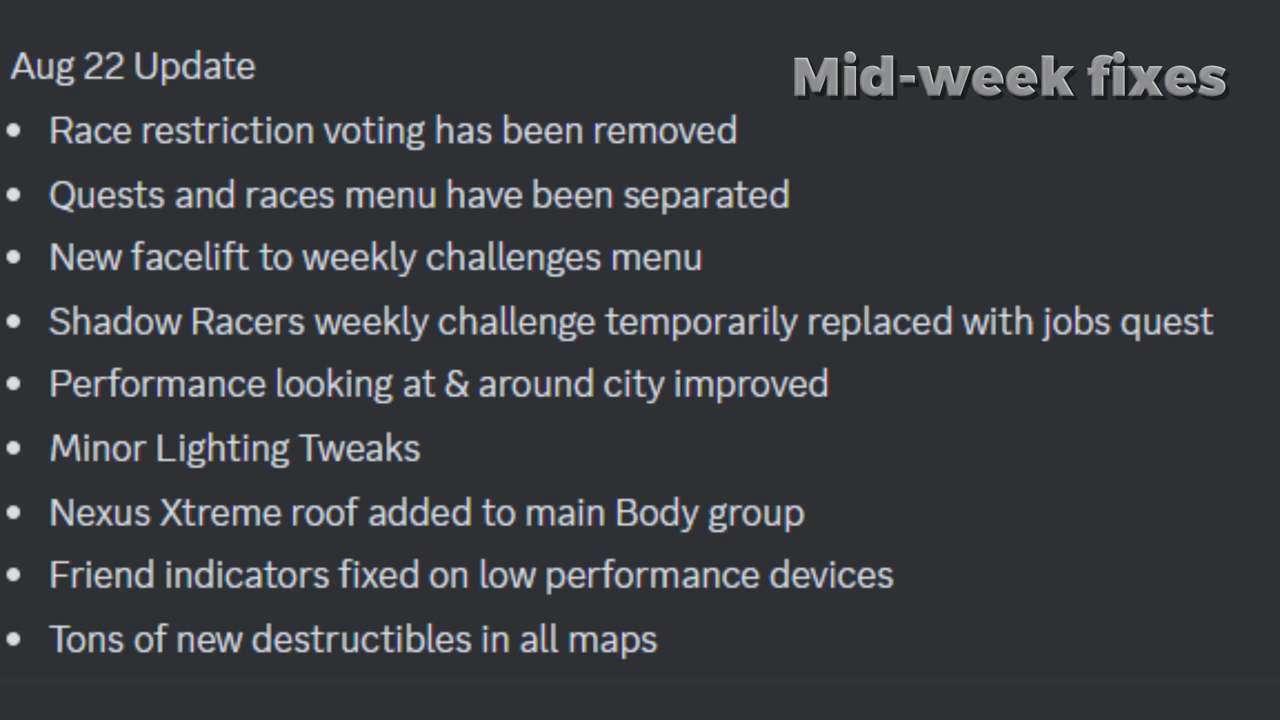 Aug 22 Update
Mid-week fixes
• Race restriction voting has been removed
• Quests and races menu have been separated
• New facelift to weekly challenges menu
• Shadow Racers weekly challenge temporarily replaced with jobs quest
• Performance looking at & around city improved
• Minor Lighting Tweaks
• Nexus Xtreme roof added to main Body group
• Friend indicators fixed on low performance devices
• Tons of new destructibles in all maps